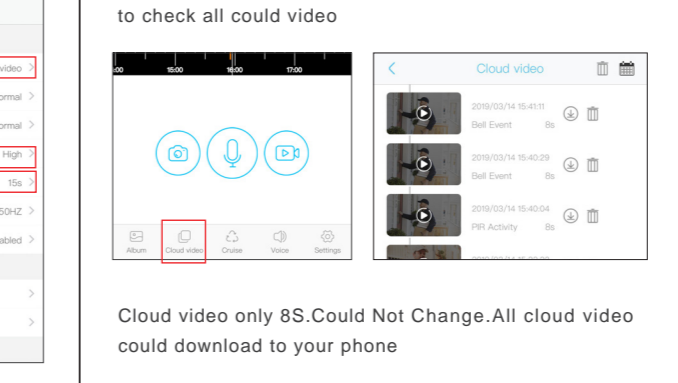 video >
ormal >
ormal >
High >
15s >
50HZ >
abled >
>
>
to check all could video
:00 15:00 16:00 17:00
Album Cloud video Cruise Voice Settings
< Cloud video
2019/03/14 15:41:11
Bell Event 8s
2019/03/14 15:40:29
Bell Event 8s
2019/03/14 15:40:04
PIR Activty 8s
Cloud video only 8S.Could Not Change.All cloud video
could download to your phone